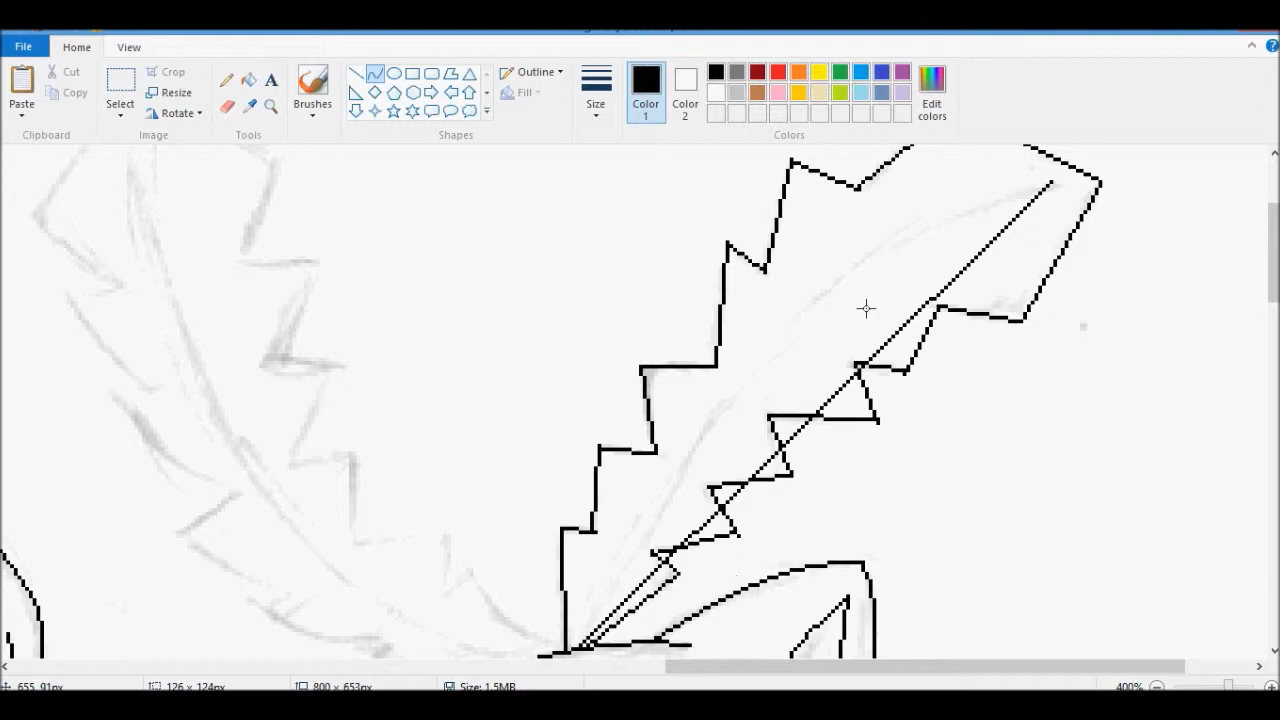 File Home View
Paste
Cut
Copy
Clipboard
Select
Crop
Resize
Rotate
Image
A
Tools
Brushes
Shapes
Outline
Fill
Size
Color 1
Color 2
Edit colors
Colors
655, 91px 126 × 124px 800 × 653px Size: 1.5MB 400%